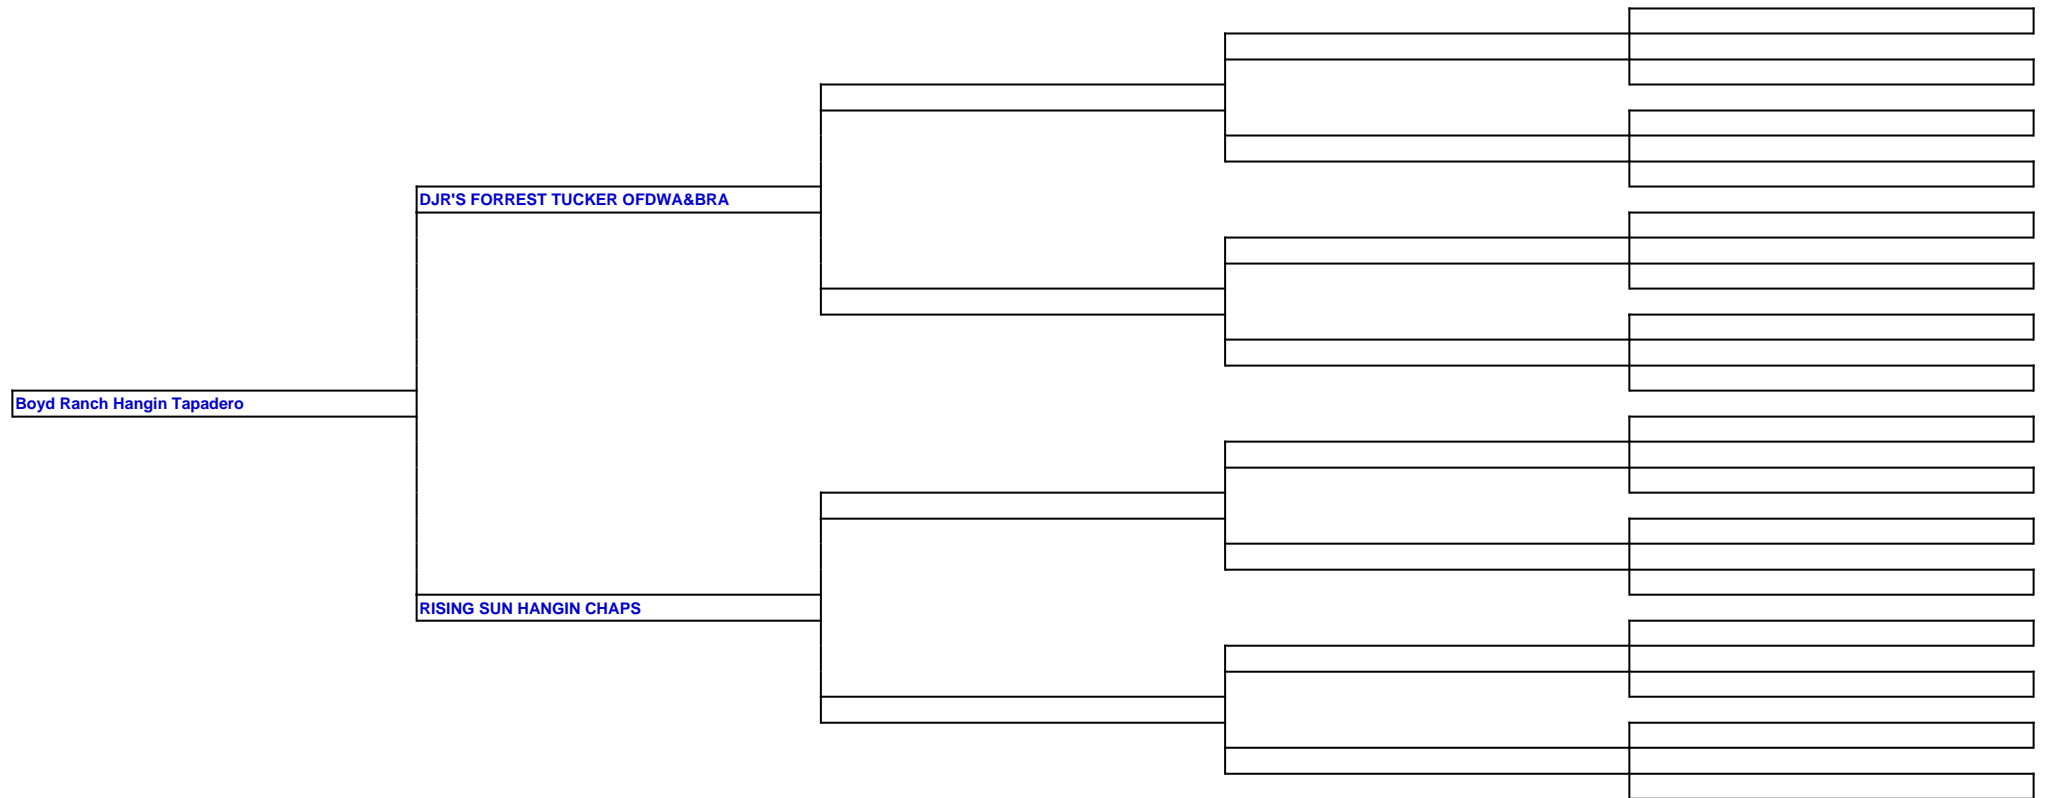 DJR'S FORREST TUCKER OFDWA&BRA
Boyd Ranch Hangin Tapadero
RISING SUN HANGIN CHAPS